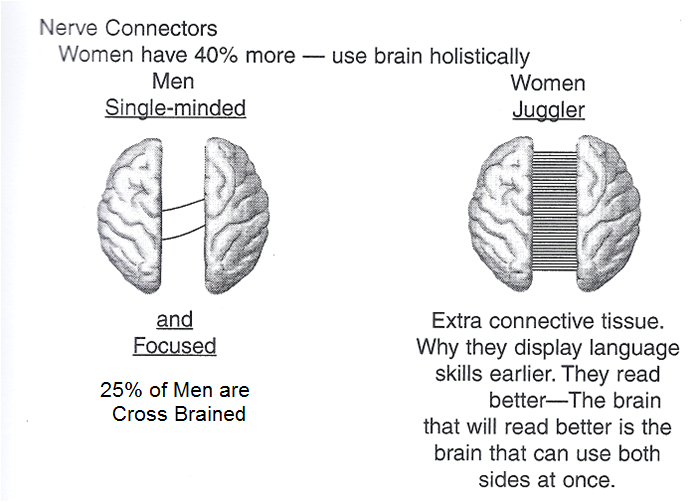 Nerve Connectors
Women have 40% more — use brain holistically
Men
Single-minded
and
Focused
25% of Men are
Cross Brained
Women
Juggler
Extra connective tissue.
Why they display language
skills earlier. They read
better—The brain
that will read better is the
brain that can use both
sides at once.